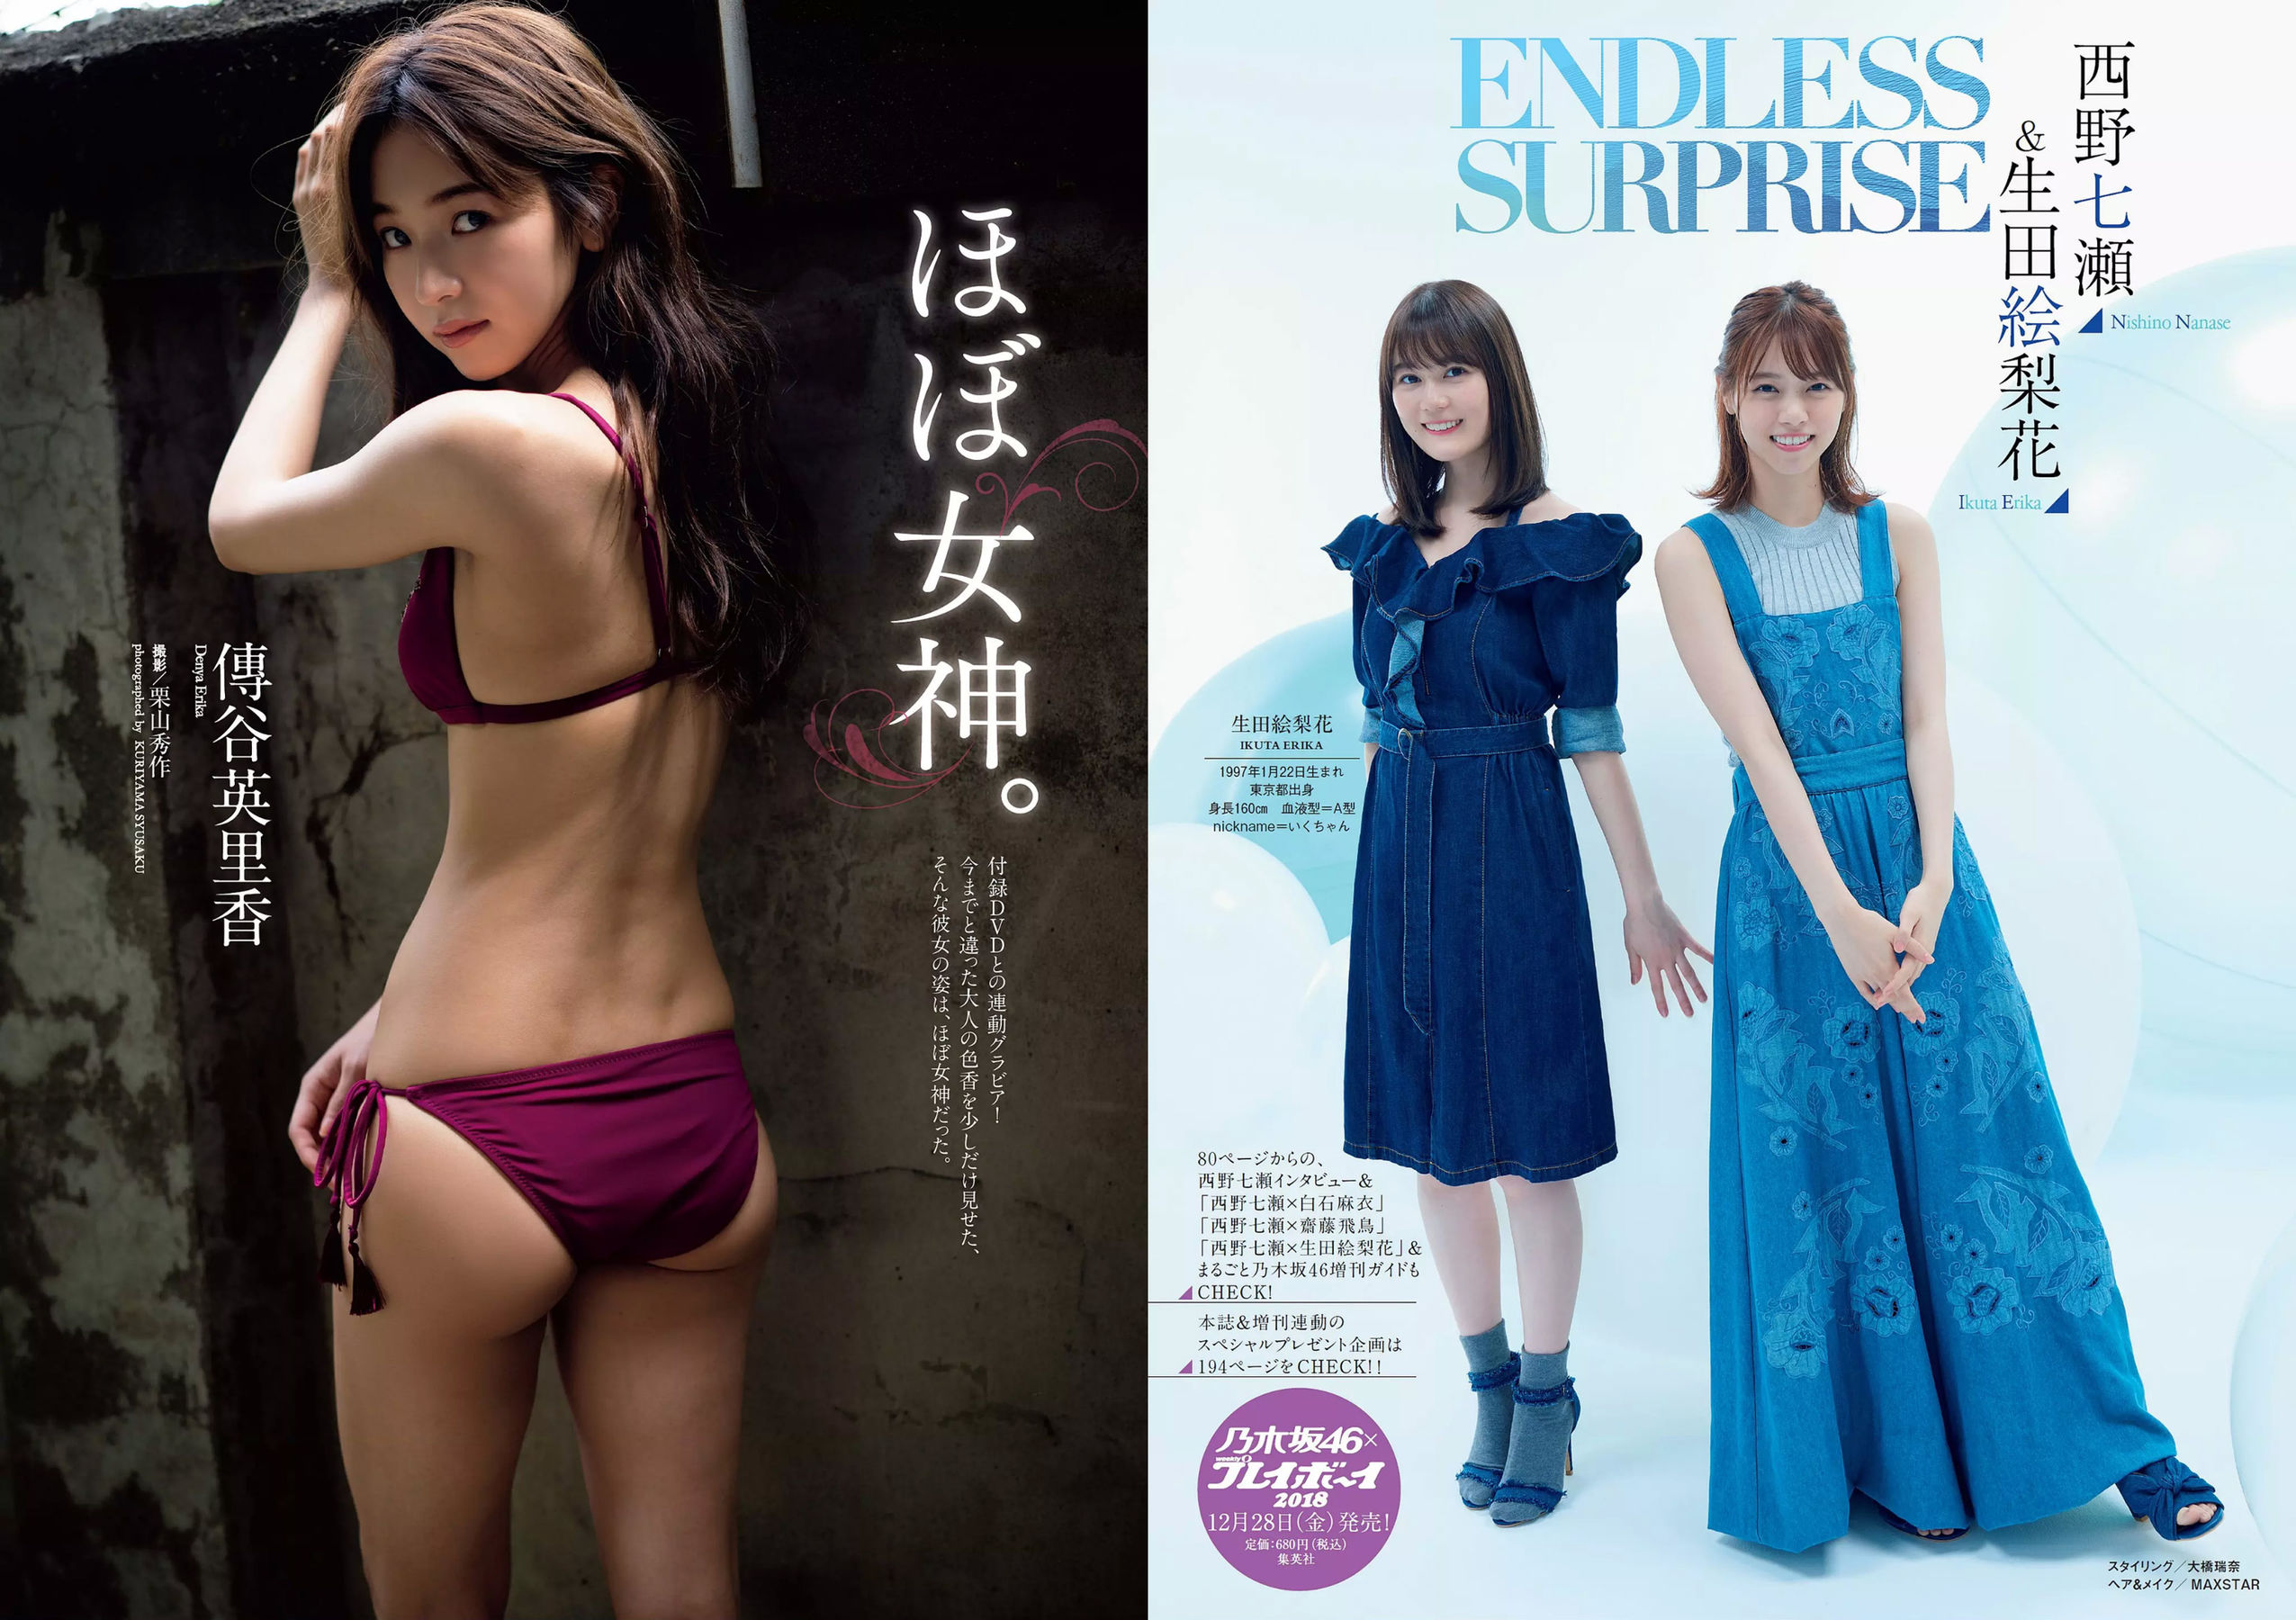 ENDLESS
SURPRISE
西野七瀬
Nishino Nanase
&生田絵梨花
Ikuta Erika
生田絵梨花
IKUTA ERIKA
1997年1月22日生まれ
東京都出身
身長160㎝　血液型=A型
nickname=いくちゃん
80ページからの、
西野七瀬インタビュー&
「西野七瀬×白石麻衣」
「西野七瀬×齋藤飛鳥」
「西野七瀬×生田絵梨花」&
まるごと乃木坂46増刊ガイドも
CHECK!
本誌&増刊連動の
スペシャルプレゼント企画は
194ページをCHECK!!
乃木坂46×
weekly
プレイボーイ
2018
12月28日(金)発売!
定価:680円(税込)
集英社
スタイリング/大橋瑞奈
ヘア&メイク/MAXSTAR
ほぼ女神。
付録DVDとの連動グラビア!
今までと違った大人の色香を少しだけ見せた、
そんな彼女の姿は、ほぼ女神だった。
傳谷英里香
Denya Erika
撮影/栗山秀作
photographed by KURIYAMA SYUSAKU